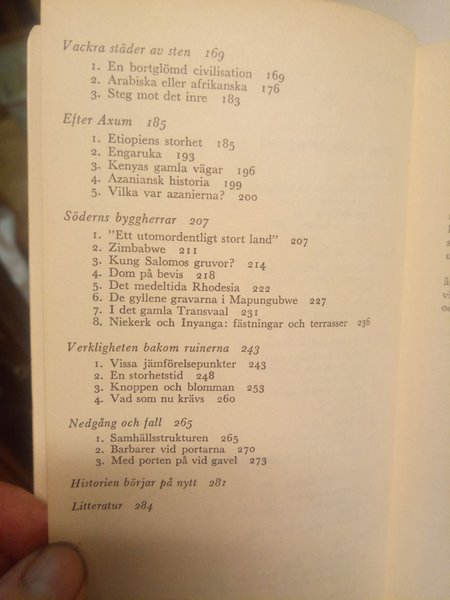 Vackra städer av sten 169
1. En bortglömd civilisation 169
2. Arabiska eller afrikanska 176
3. Steg mot det inre 183
Efter Axum 185
1. Etiopiens storhet 185
2. Engaruka 193
3. Kenyas gamla vägar 196
4. Azaniansk historia 199
5. Vilka var azanierna? 200
Söderns byggherrar 207
1. "Ett utomordentligt stort land" 207
2. Zimbabwe 211
3. Kung Salomos gruvor? 214
4. Dom på bevis 218
5. Det medeltida Rhodesia 222
6. De gyllene gravarna i Mapungubwe 227
7. I det gamla Transvaal 231
8. Niekerk och Inyanga: fästningar och terrasser 236
Verkligheten bakom ruinerna 243
1. Vissa jämförelsepunkter 243
2. En storhetstid 248
3. Knoppen och blomman 253
4. Vad som nu krävs 260
Nedgång och fall 265
1. Samhällsstrukturen 265
2. Barbarer vid portarna 270
3. Med porten på vid gavel 273
Historien börjar på nytt 281
Litteratur 284